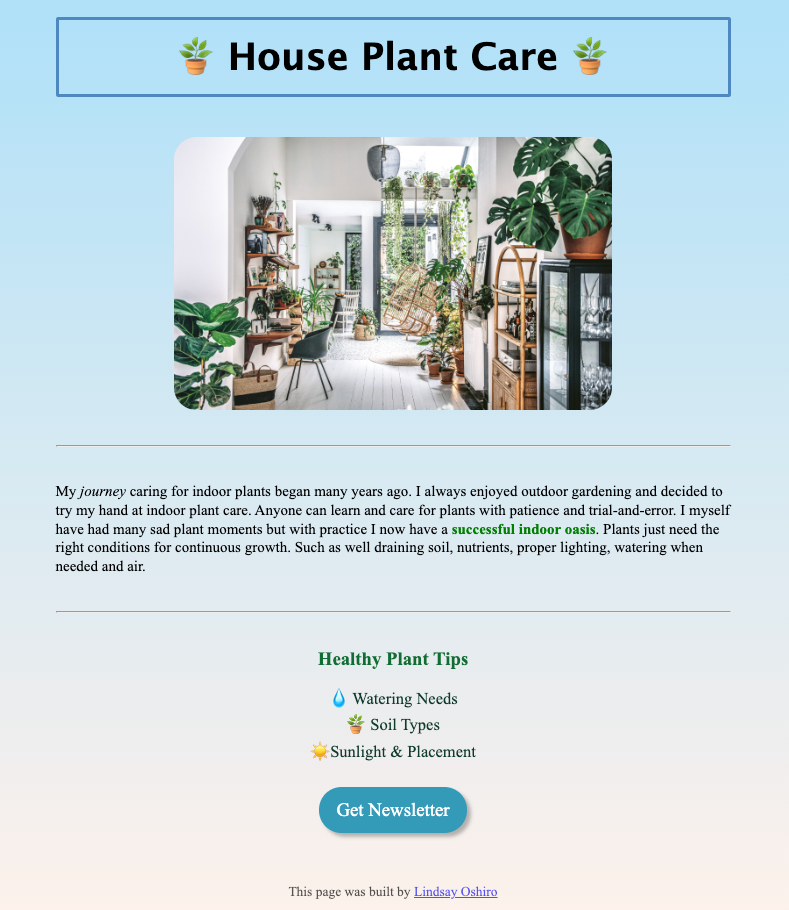 🪴 House Plant Care 🪴
My journey caring for indoor plants began many years ago. I always enjoyed outdoor gardening and decided to
try my hand at indoor plant care. Anyone can learn and care for plants with patience and trial-and-error. I myself
have had many sad plant moments but with practice I now have a successful indoor oasis. Plants just need the
right conditions for continuous growth. Such as well draining soil, nutrients, proper lighting, watering when
needed and air.
Healthy Plant Tips
💧 Watering Needs
🪴 Soil Types
☀️Sunlight & Placement
Get Newsletter
This page was built by Lindsay Oshiro